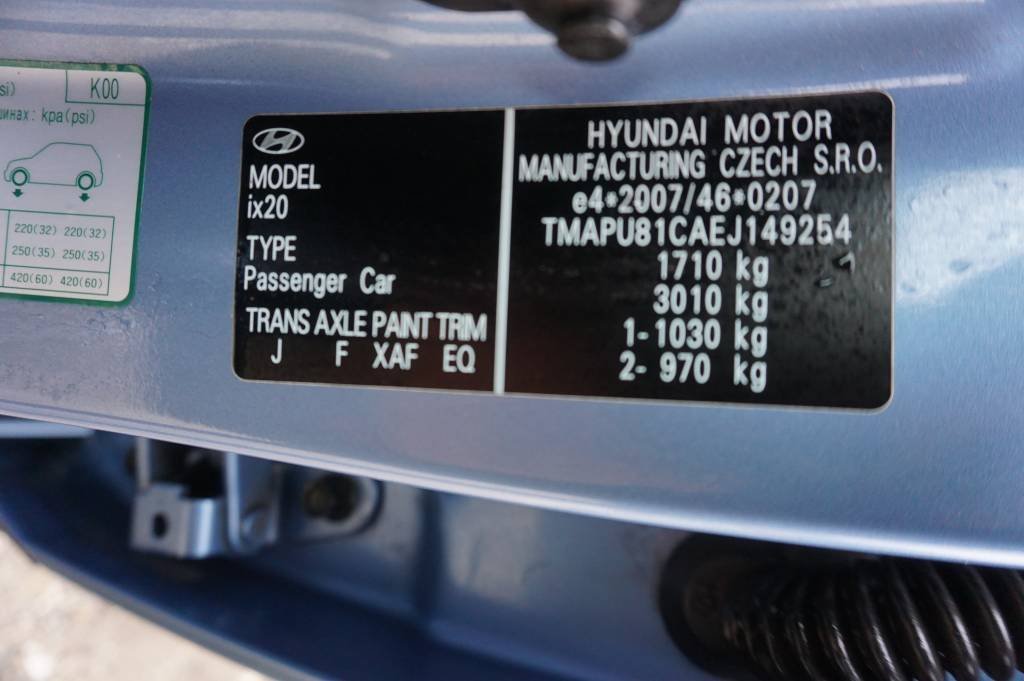 K00
kpa(psi)
220(32) 220(32)
250(35) 250(35)
420(60) 420(60)
MODEL
ix20
TYPE
Passenger Car
TRANS AXLE PAINT TRIM
J F XAF EQ
HYUNDAI MOTOR
MANUFACTURING CZECH S.R.O.
e4*2007/46*0207
TMAPU81CAEJ149254
1710 kg
3010 kg
1- 1030 kg
2- 970 kg